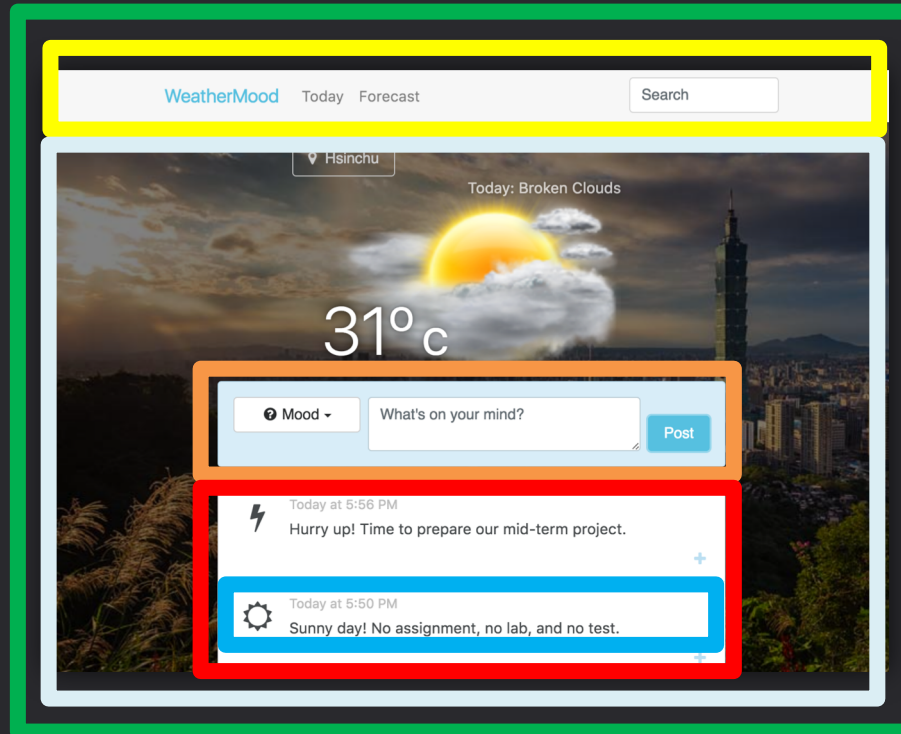 WeatherMood Today Forecast Search
Hsinchu
Today: Broken Clouds
31º c
Mood What's on your mind? Post
Today at 5:56 PM
Hurry up! Time to prepare our mid-term project.
+
Today at 5:50 PM
Sunny day! No assignment, no lab, and no test.
+